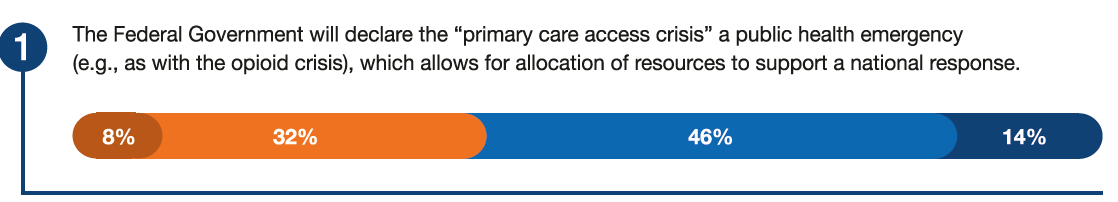 1
The Federal Government will declare the “primary care access crisis” a public health emergency
(e.g., as with the opioid crisis), which allows for allocation of resources to support a national response.
8% 32% 46% 14%